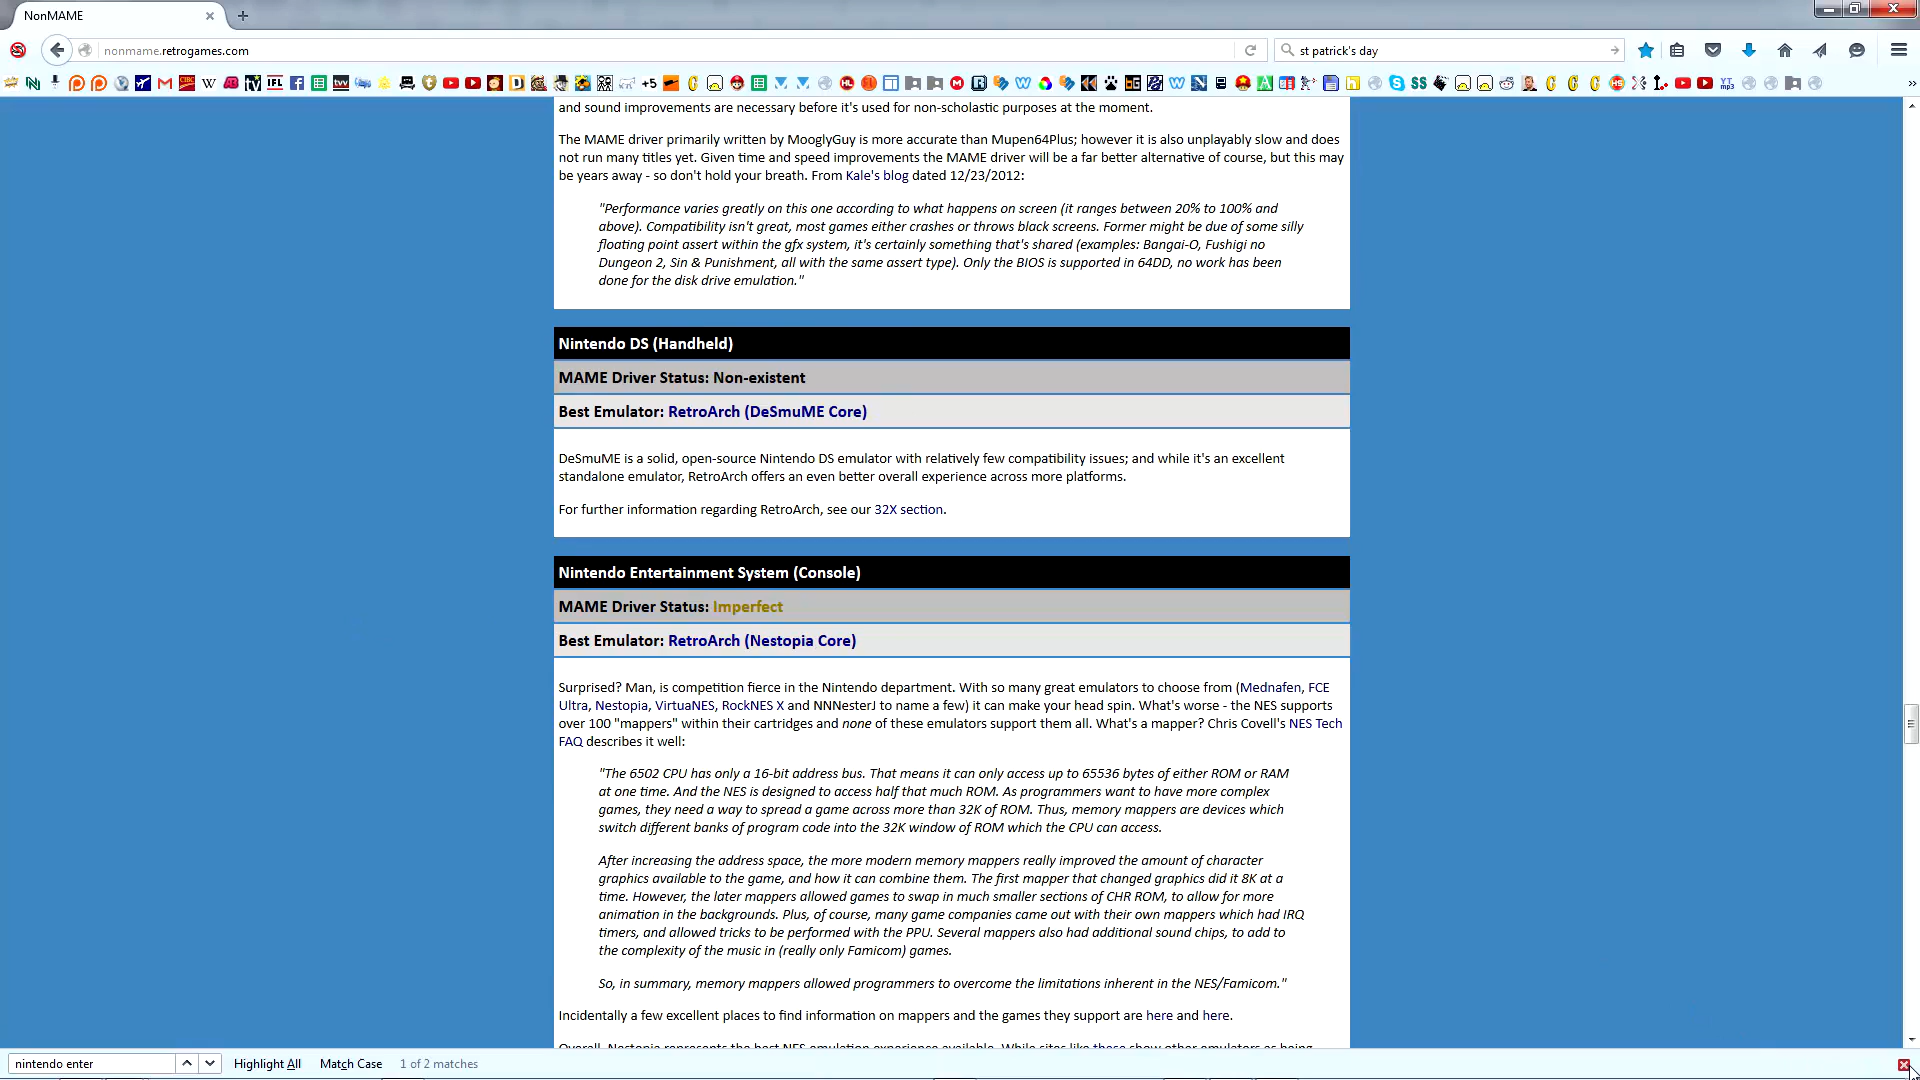 NonMAME
nonmame.retrogames.com
st patrick's day
and sound improvements are necessary before it's used for non-scholastic purposes at the moment.
The MAME driver primarily written by MooglyGuy is more accurate than Mupen64Plus; however it is also unplayably slow and does
not run many titles yet. Given time and speed improvements the MAME driver will be a far better alternative of course, but this may
be years away - so don't hold your breath. From Kale's blog dated 12/23/2012:
"Performance varies greatly on this one according to what happens on screen (it ranges between 20% to 100% and
above). Compatibility isn't great, most games either crashes or throws black screens. Former might be due of some silly
floating point assert within the gfx system, it's certainly something that's shared (examples: Bangai-O, Fushigi no
Dungeon 2, Sin & Punishment, all with the same assert type). Only the BIOS is supported in 64DD, no work has been
done for the disk drive emulation."
Nintendo DS (Handheld)
MAME Driver Status: Non-existent
Best Emulator: RetroArch (DeSmuME Core)
DeSmuME is a solid, open-source Nintendo DS emulator with relatively few compatibility issues; and while it's an excellent
standalone emulator, RetroArch offers an even better overall experience across more platforms.
For further information regarding RetroArch, see our 32X section.
Nintendo Entertainment System (Console)
MAME Driver Status: Imperfect
Best Emulator: RetroArch (Nestopia Core)
Surprised? Man, is competition fierce in the Nintendo department. With so many great emulators to choose from (Mednafen, FCE
Ultra, Nestopia, VirtuaNES, RockNES X and NNNesterJ to name a few) it can make your head spin. What's worse - the NES supports
over 100 "mappers" within their cartridges and none of these emulators support them all. What's a mapper? Chris Covell's NES Tech
FAQ describes it well:
"The 6502 CPU has only a 16-bit address bus. That means it can only access up to 65536 bytes of either ROM or RAM
at one time. And the NES is designed to access half that much ROM. As programmers want to have more complex
games, they need a way to spread a game across more than 32K of ROM. Thus, memory mappers are devices which
switch different banks of program code into the 32K window of ROM which the CPU can access.
After increasing the address space, the more modern memory mappers really improved the amount of character
graphics available to the game, and how it can combine them. The first mapper that changed graphics did it 8K at a
time. However, the later mappers allowed games to swap in much smaller sections of CHR ROM, to allow for more
animation in the backgrounds. Plus, of course, many game companies came out with their own mappers which had IRQ
timers, and allowed tricks to be performed with the PPU. Several mappers also had additional sound chips, to add to
the complexity of the music in (really only Famicom) games.
So, in summary, memory mappers allowed programmers to overcome the limitations inherent in the NES/Famicom."
Incidentally a few excellent places to find information on mappers and the games they support are here and here.
Overall, Nestopia represents the best NES emulation experience available. While sites like these show other emulators as being
nintendo enter
Highlight All
Match Case
1 of 2 matches